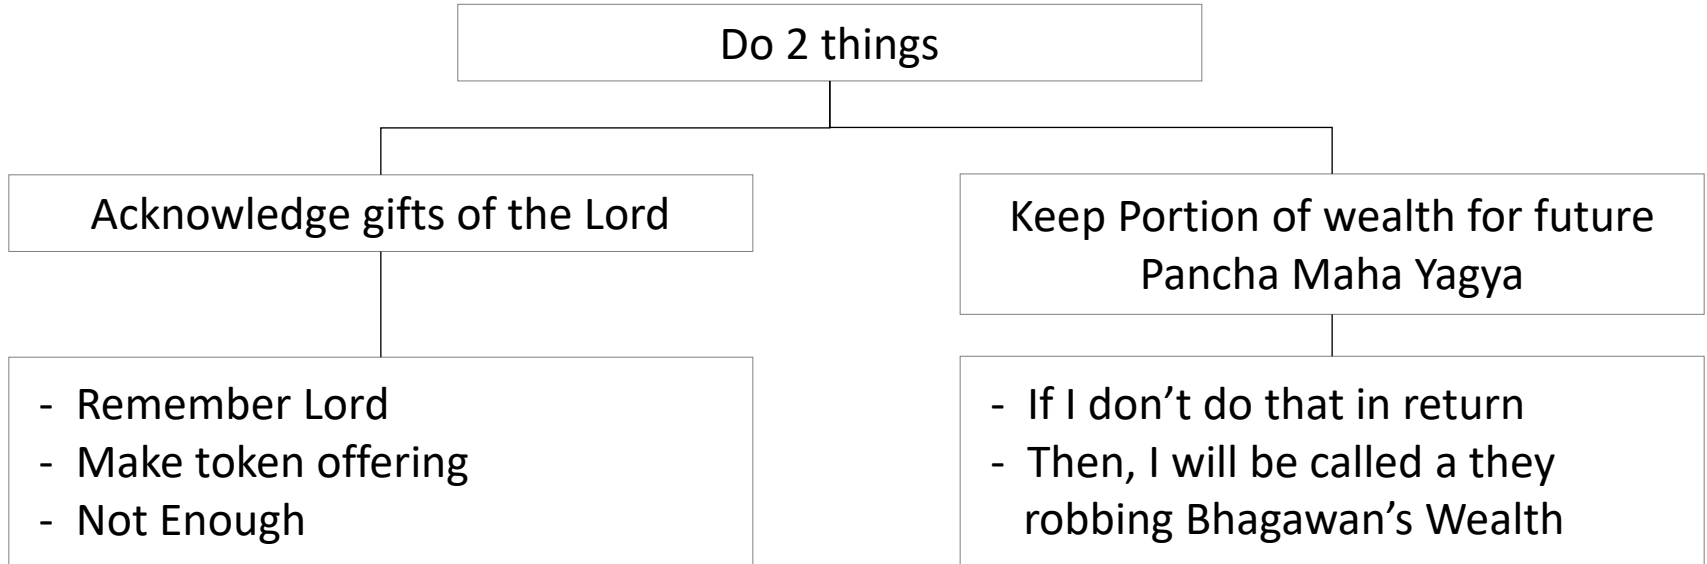 Do 2 things
Acknowledge gifts of the Lord
- Remember Lord
- Make token offering
- Not Enough
Keep Portion of wealth for future
Pancha Maha Yagya
- If I don’t do that in return
- Then, I will be called a they
robbing Bhagawan’s Wealth